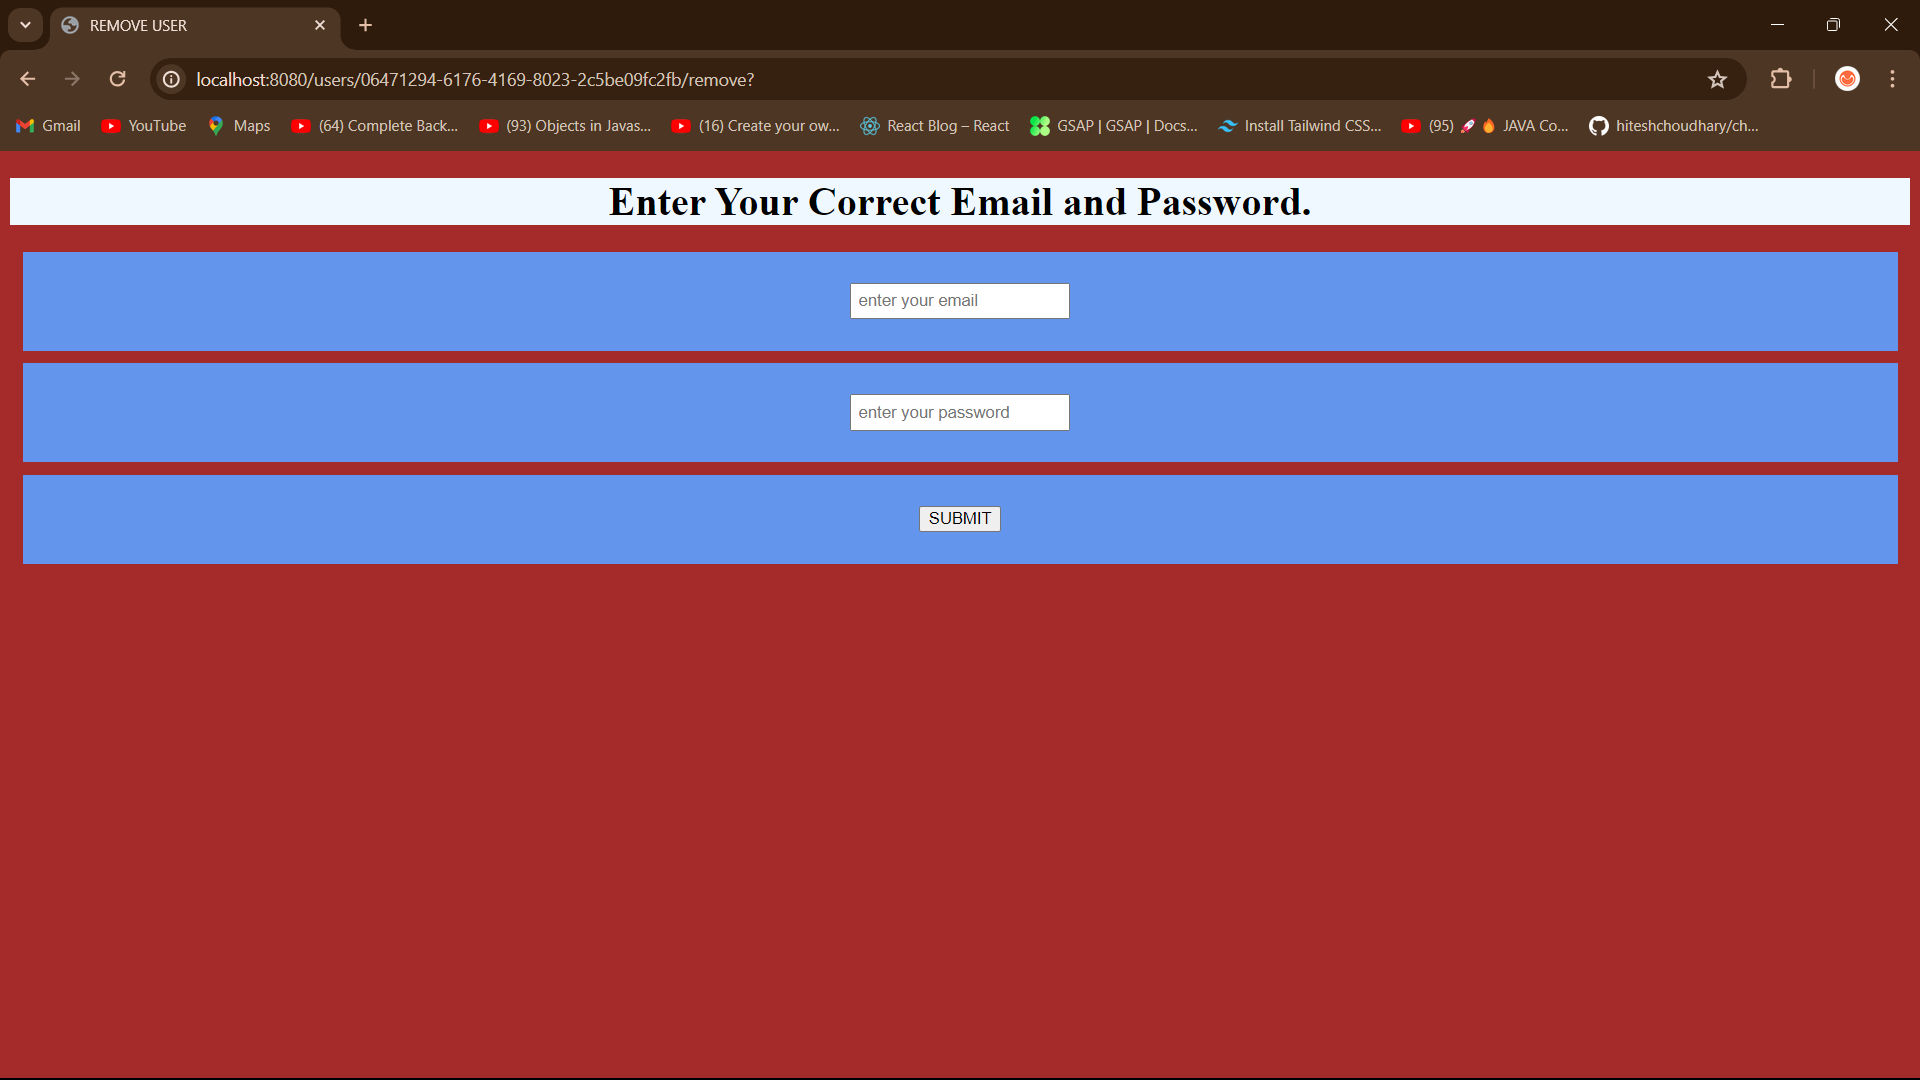 REMOVE USER
localhost:8080/users/06471294-6176-4169-8023-2c5be09fc2fb/remove?
Gmail YouTube Maps (64) Complete Back... (93) Objects in Javas... (16) Create your ow... React Blog – React GSAP | GSAP | Docs... Install Tailwind CSS... (95) 🚀🔥 JAVA Co... hiteshchoudhary/ch...
Enter Your Correct Email and Password.
enter your email
enter your password
SUBMIT